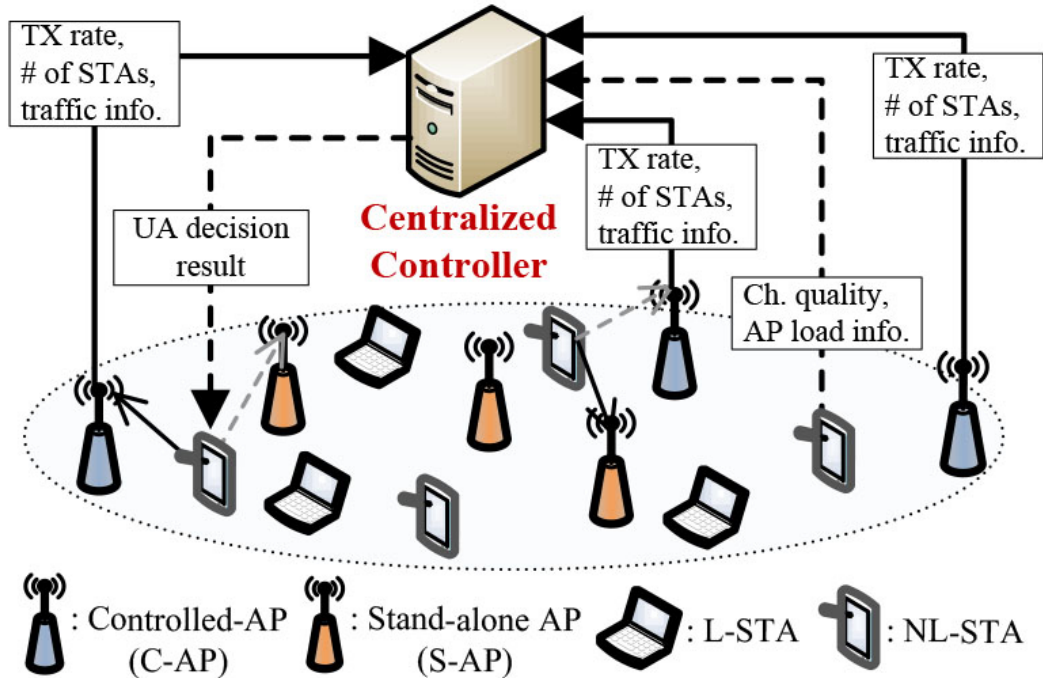 TX rate,
# of STAs,
traffic info.
TX rate,
# of STAs,
traffic info.
TX rate,
# of STAs,
traffic info.
UA decision
result
Centralized
Controller
Ch. quality,
AP load info.
: Controlled-AP
(C-AP)
: Stand-alone AP
(S-AP)
: L-STA
: NL-STA